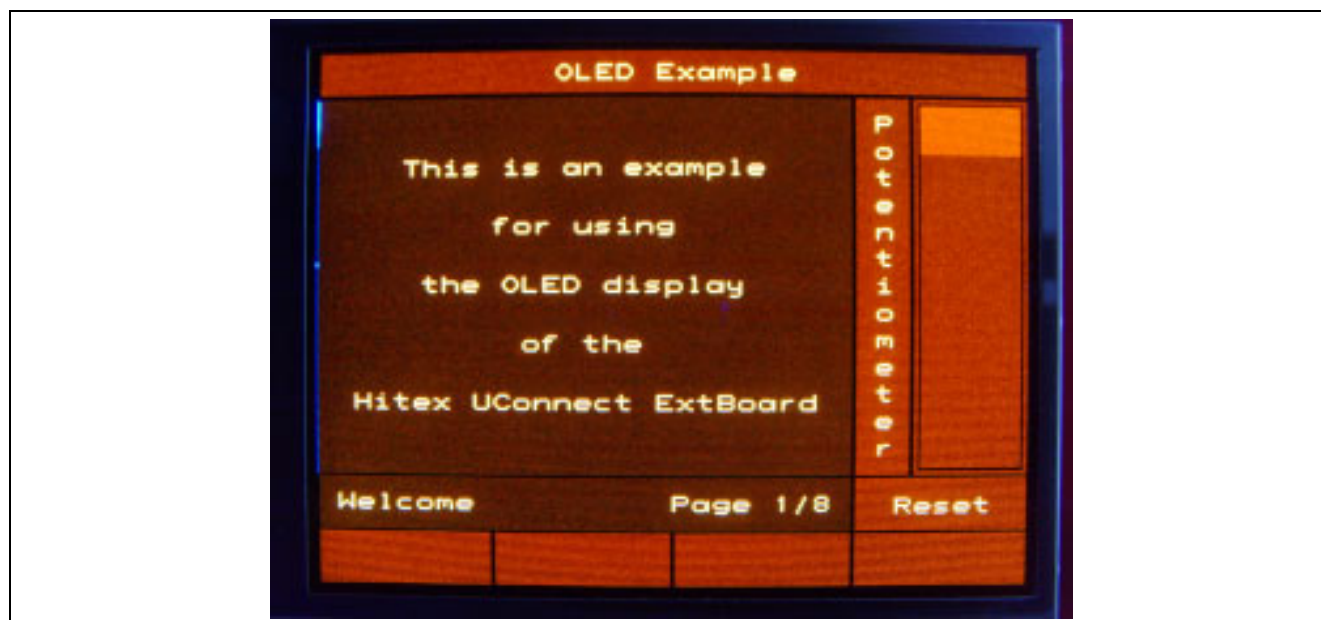 OLED Example
This is an example
for using
the OLED display
of the
Hitex UConnect ExtBoard
Potentiometer
Welcome
Page 1/8
Reset